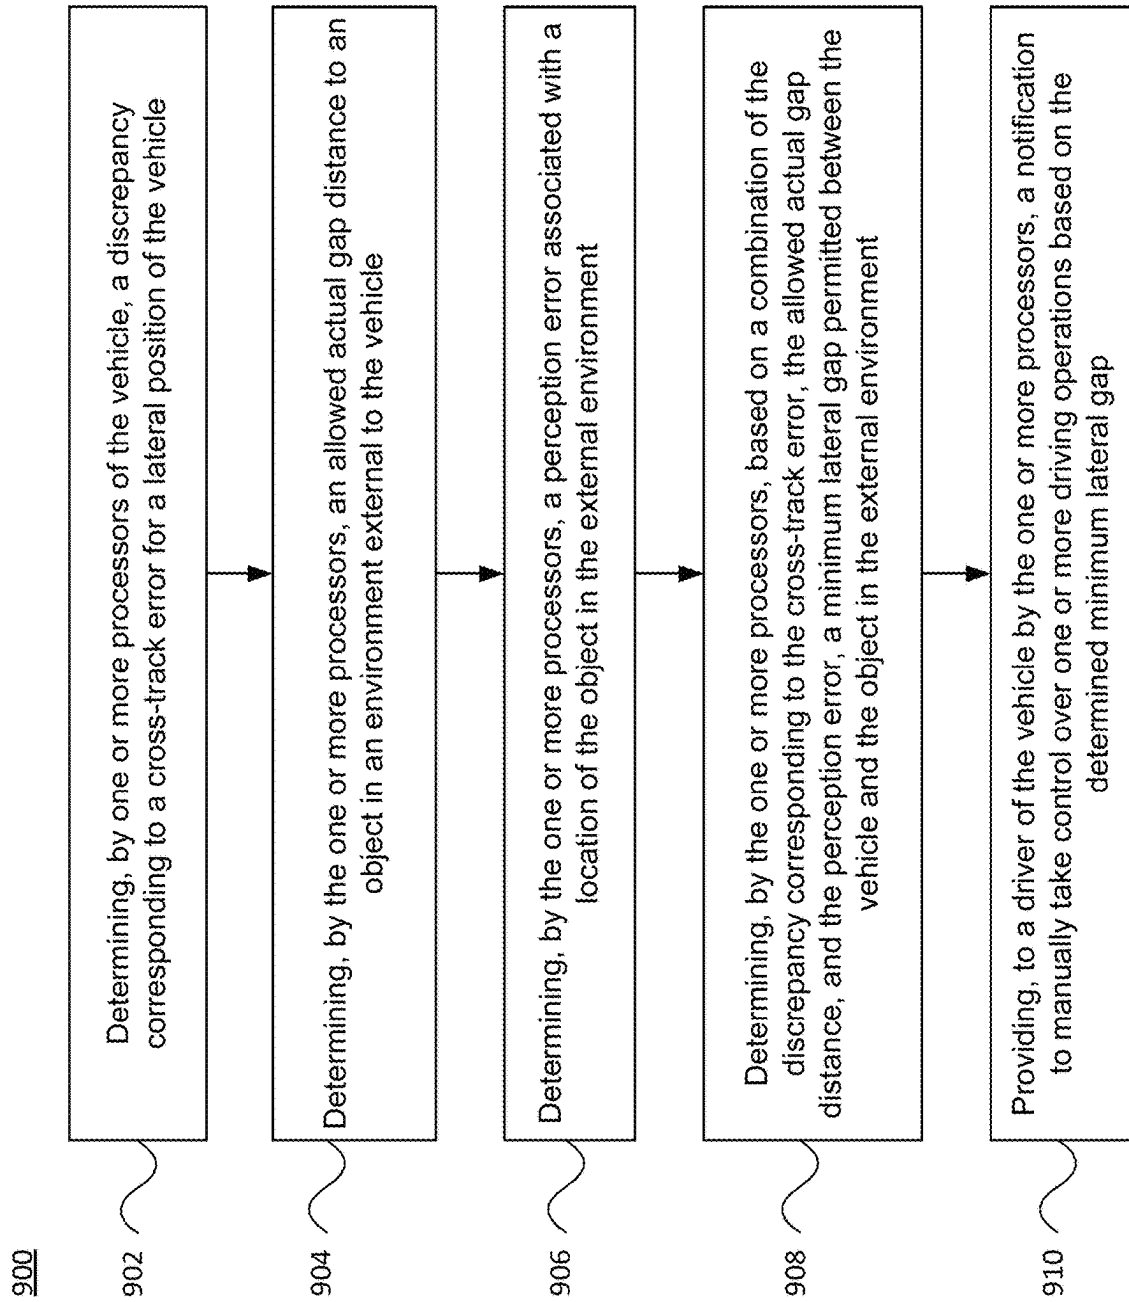 900
902
Determining, by one or more processors of the vehicle, a discrepancy
corresponding to a cross-track error for a lateral position of the vehicle
904
Determining, by the one or more processors, an allowed actual gap distance to an
object in an environment external to the vehicle
906
Determining, by the one or more processors, a perception error associated with a
location of the object in the external environment
908
Determining, by the one or more processors, based on a combination of the
discrepancy corresponding to the cross-track error, the allowed actual gap
distance, and the perception error, a minimum lateral gap permitted between the
vehicle and the object in the external environment
910
Providing, to a driver of the vehicle by the one or more processors, a notification
to manually take control over one or more driving operations based on the
determined minimum lateral gap